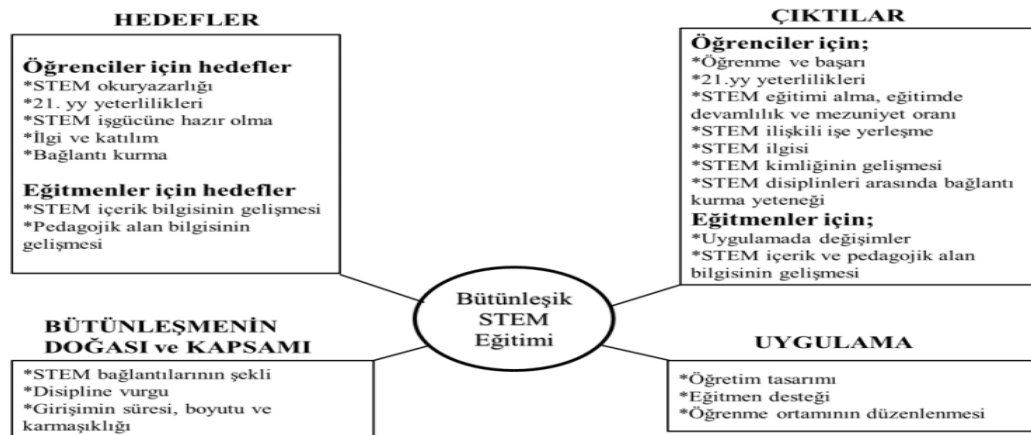 HEDEFLER
Öğrenciler için hedefler
*STEM okuryazarlığı
*21. yy yeterlilikleri
*STEM işgücüne hazır olma
*İlgi ve katılım
*Bağlantı kurma
Eğitmenler için hedefler
*STEM içerik bilgisinin gelişmesi
*Pedagojik alan bilgisinin
gelişmesi
ÇIKTILAR
Öğrenciler için;
*Öğrenme ve başarı
*21.yy yeterlilikleri
*STEM eğitimi alma, eğitimde
devamlılık ve mezuniyet oranı
*STEM ilişkili işe yerleşme
*STEM ilgisi
*STEM kimliğinin gelişmesi
*STEM disiplinleri arasında bağlantı
kurma yeteneği
Eğitmenler için;
*Uygulamada değişimler
*STEM içerik ve pedagojik alan
bilgisinin gelişmesi
Bütünleşik
STEM
Eğitimi
BÜTÜNLEŞMENİN
DOĞASI ve KAPSAMI
*STEM bağlantılarının şekli
*Disipline vurgu
*Girişimin süresi, boyutu ve
karmaşıklığı
UYGULAMA
*Öğretim tasarımı
*Eğitmen desteği
*Öğrenme ortamının düzenlenmesi